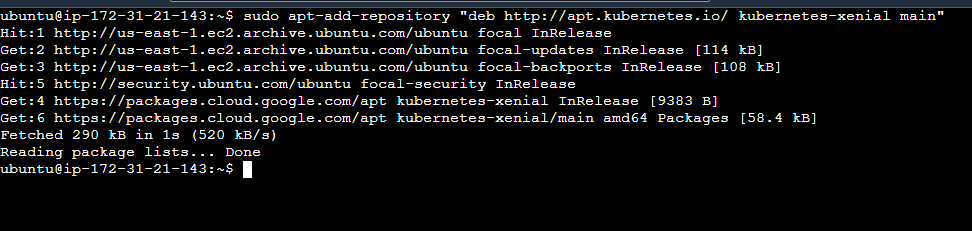 ubuntu@ip-172-31-21-143:~$ sudo apt-add-repository "deb http://apt.kubernetes.io/ kubernetes-xenial main"
Hit:1 http://us-east-1.ec2.archive.ubuntu.com/ubuntu focal InRelease
Get:2 http://us-east-1.ec2.archive.ubuntu.com/ubuntu focal-updates InRelease [114 kB]
Get:3 http://us-east-1.ec2.archive.ubuntu.com/ubuntu focal-backports InRelease [108 kB]
Hit:5 http://security.ubuntu.com/ubuntu focal-security InRelease
Get:4 https://packages.cloud.google.com/apt kubernetes-xenial InRelease [9383 B]
Get:6 https://packages.cloud.google.com/apt kubernetes-xenial/main amd64 Packages [58.4 kB]
Fetched 290 kB in 1s (520 kB/s)
Reading package lists... Done
ubuntu@ip-172-31-21-143:~$